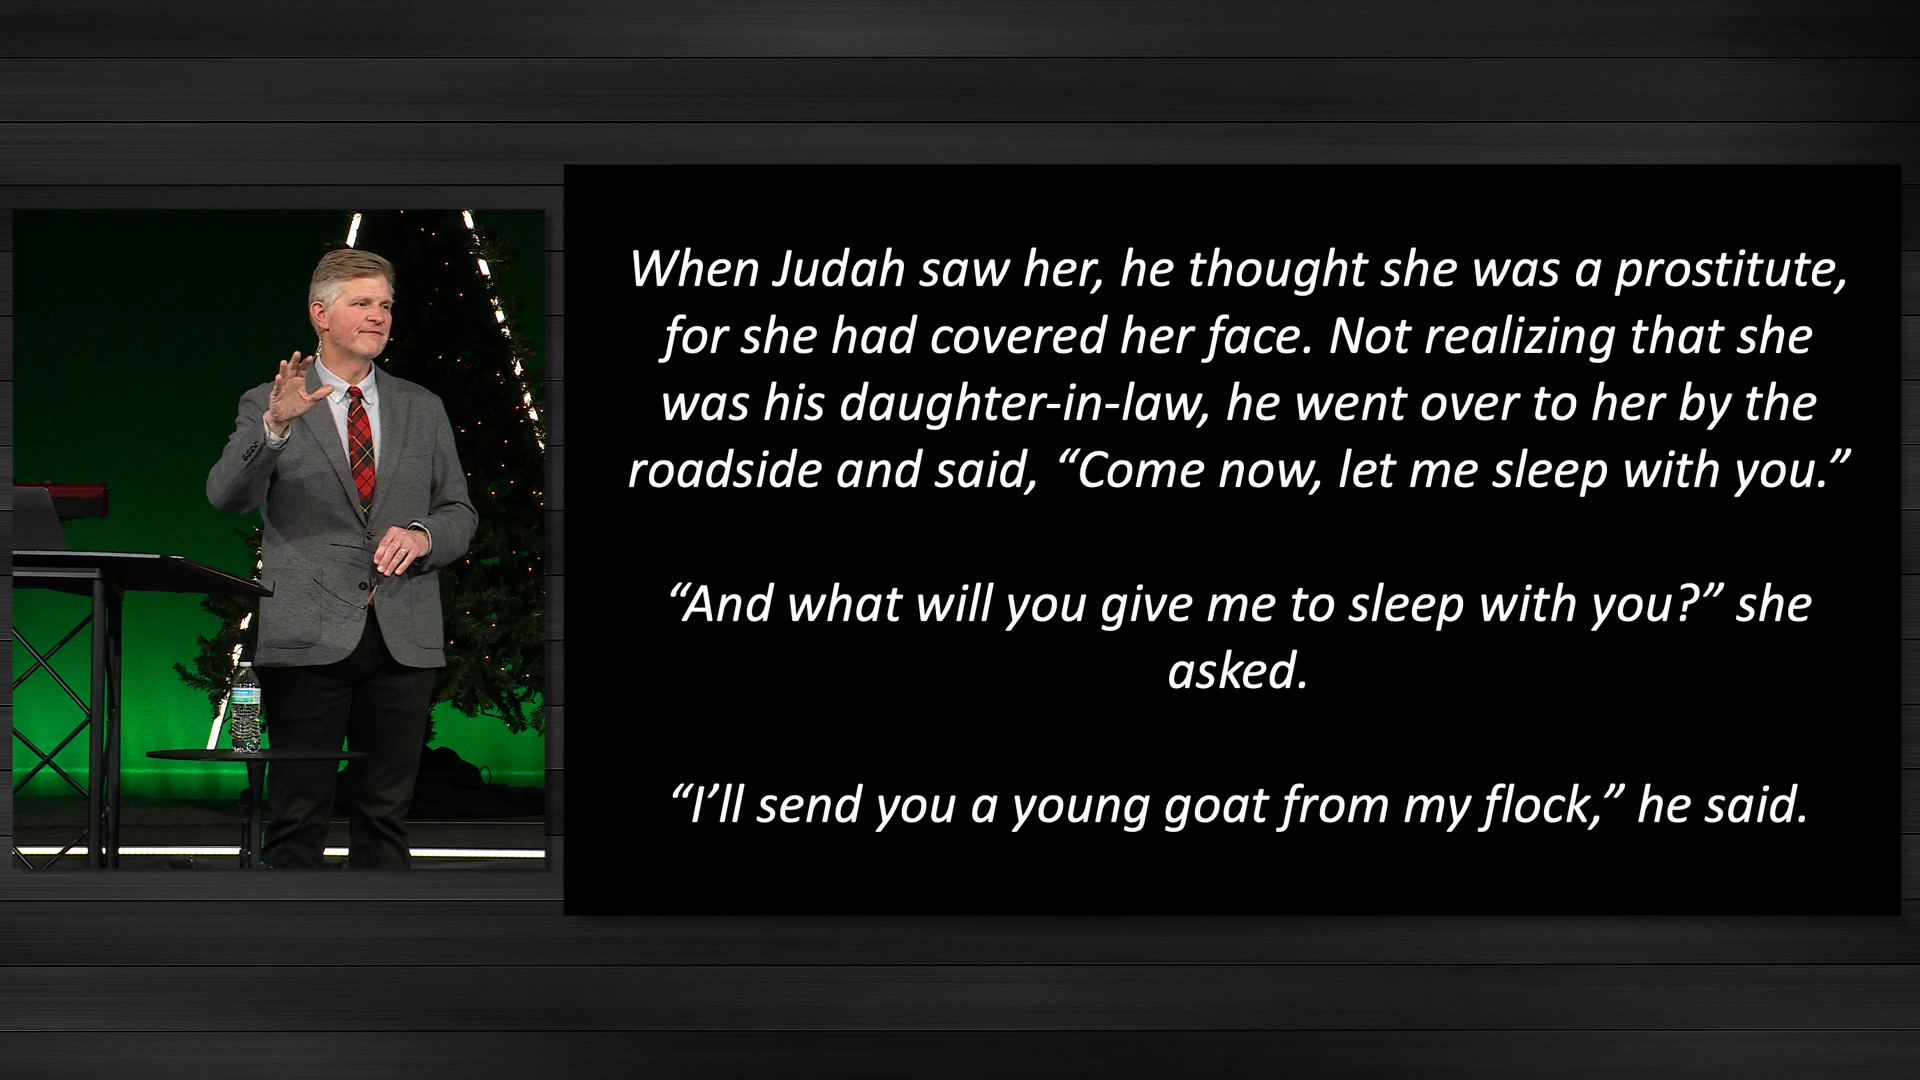 When Judah saw her, he thought she was a prostitute,
for she had covered her face. Not realizing that she
was his daughter-in-law, he went over to her by the
roadside and said, “Come now, let me sleep with you.”
“And what will you give me to sleep with you?” she
asked.
“I’ll send you a young goat from my flock,” he said.